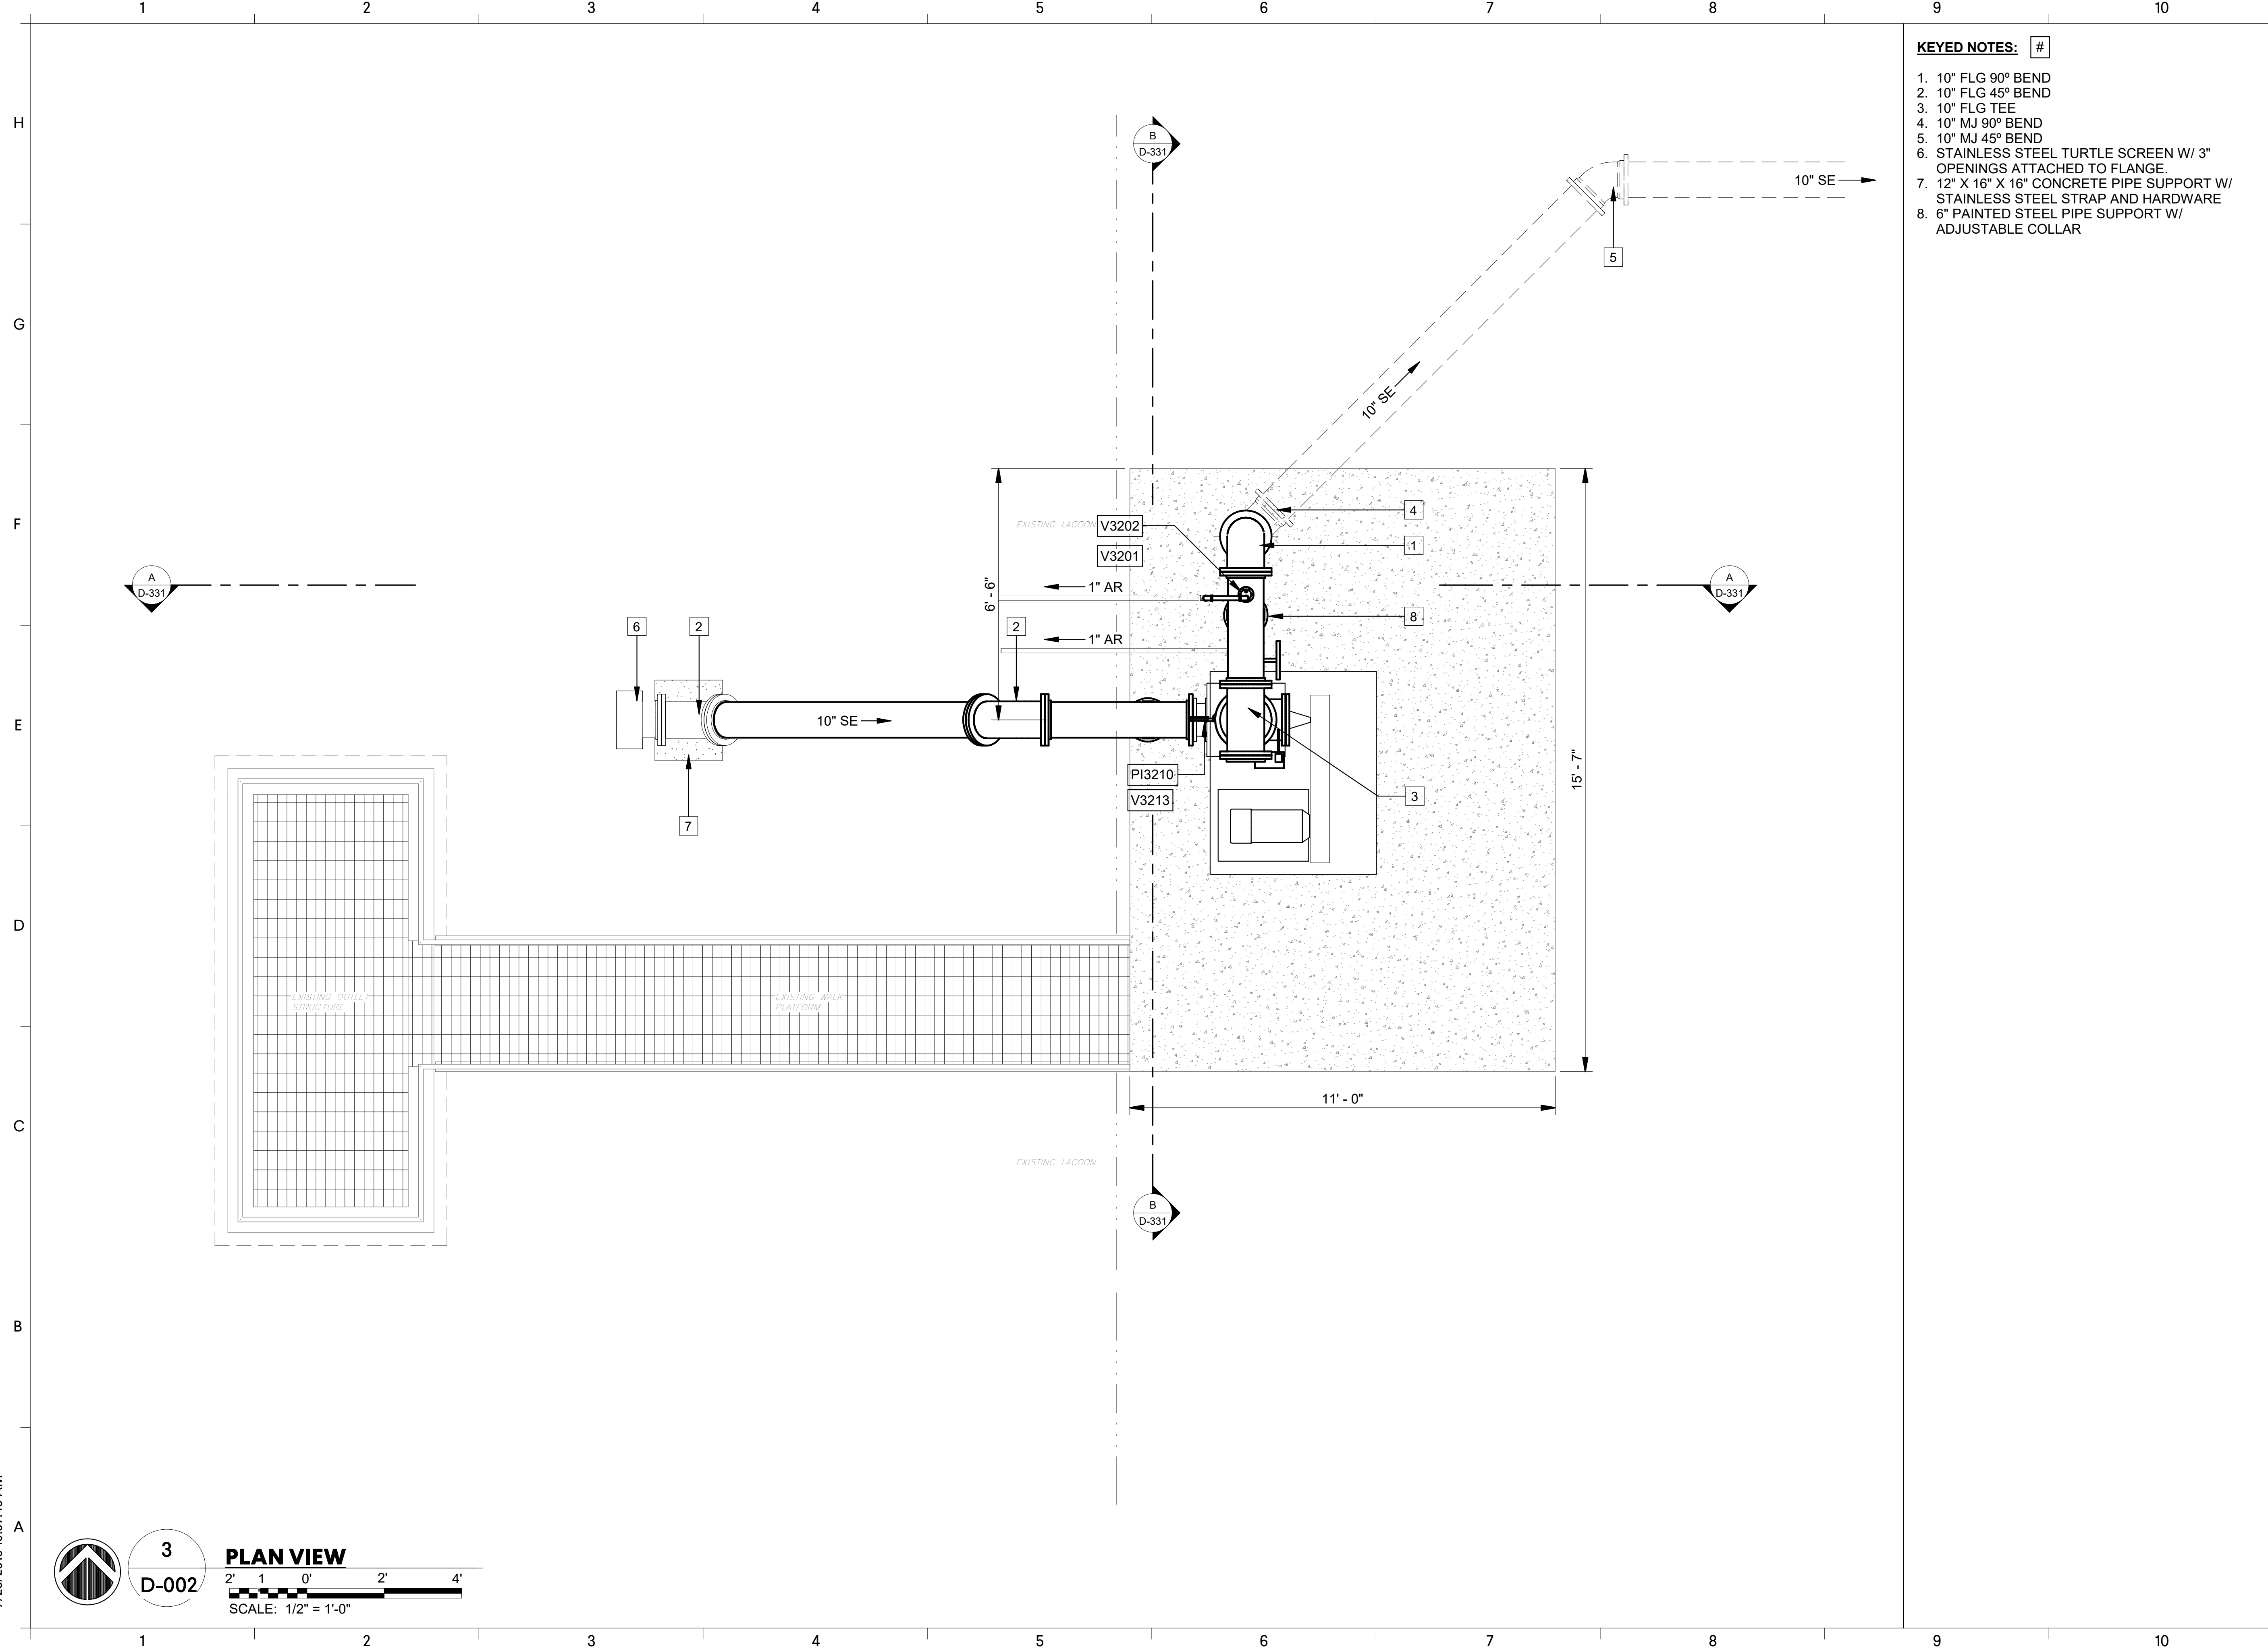 1 2 3 4 5 6 7 8 9 10
KEYED NOTES: #
1. 10" FLG 90º BEND
2. 10" FLG 45º BEND
3. 10" FLG TEE
4. 10" MJ 90º BEND
5. 10" MJ 45º BEND
6. STAINLESS STEEL TURTLE SCREEN W/ 3"
OPENINGS ATTACHED TO FLANGE.
7. 12" X 16" X 16" CONCRETE PIPE SUPPORT W/
STAINLESS STEEL STRAP AND HARDWARE
8. 6" PAINTED STEEL PIPE SUPPORT W/
ADJUSTABLE COLLAR
H
B
D-331
10" SE
5
G
10" SE
F
EXISTING LAGOON
V3202
4
V3201
1
A
D-331
6' - 6"
1" AR
A
D-331
8
6
2
2
1" AR
E
10" SE
PI3210
V3213
3
15' - 7"
7
D
EXISTING OUTLET
STRUCTURE
EXISTING WALK
PLATFORM
11' - 0"
C
EXISTING LAGOON
B
D-331
B
A
3
D-002
PLAN VIEW
2' 1 0' 2' 4'
SCALE: 1/2" = 1'-0"
1 2 3 4 5 6 7 8 9 10